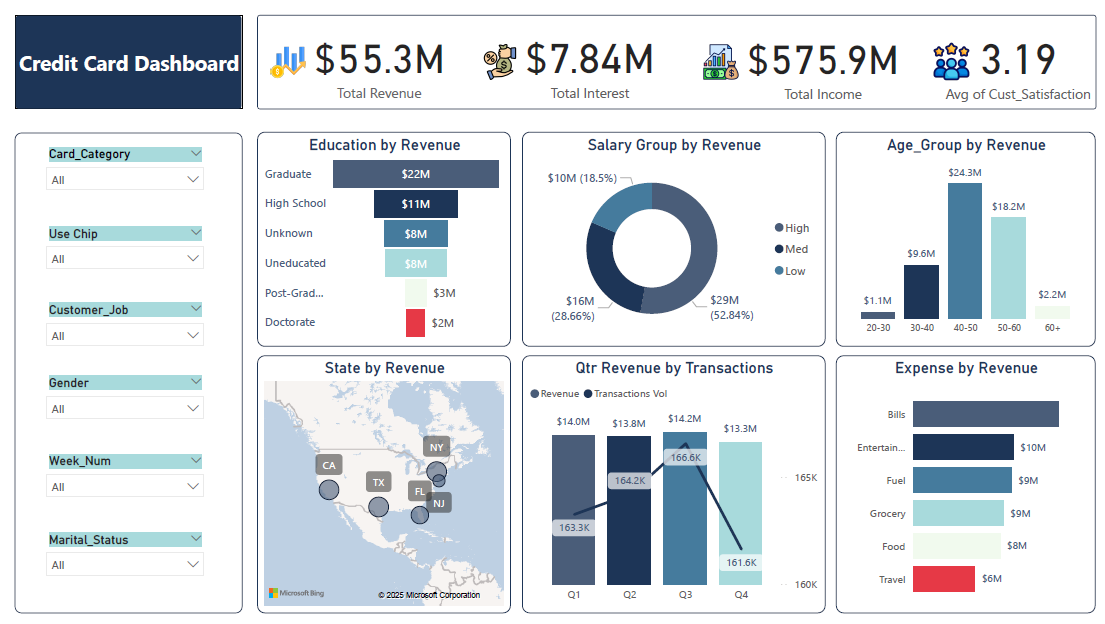 Credit Card Dashboard
$55.3M
Total Revenue
$7.84M
Total Interest
$575.9M
Total Income
3.19
Avg of Cust_Satisfaction
Card_Category
All
Use Chip
All
Customer_Job
All
Gender
All
Week_Num
All
Marital_Status
All
Education by Revenue
Graduate $22M
High School $11M
Unknown $8M
Uneducated $8M
Post-Grad... $3M
Doctorate $2M
Salary Group by Revenue
$10M (18.5%)
$16M
(28.66%)
$29M
(52.84%)
High
Med
Low
Age_Group by Revenue
$1.1M
$9.6M
$24.3M
$18.2M
$2.2M
20-30 30-40 40-50 50-60 60+
State by Revenue
NY
CA
TX
FL
NJ
Microsoft Bing
© 2025 Microsoft Corporation
Qtr Revenue by Transactions
Revenue Transactions Vol
$14.0M $13.8M $14.2M $13.3M
163.3K
164.2K
166.6K
161.6K
165K
160K
Q1 Q2 Q3 Q4
Expense by Revenue
Bills
Entertain... $10M
Fuel $9M
Grocery $9M
Food $8M
Travel $6M